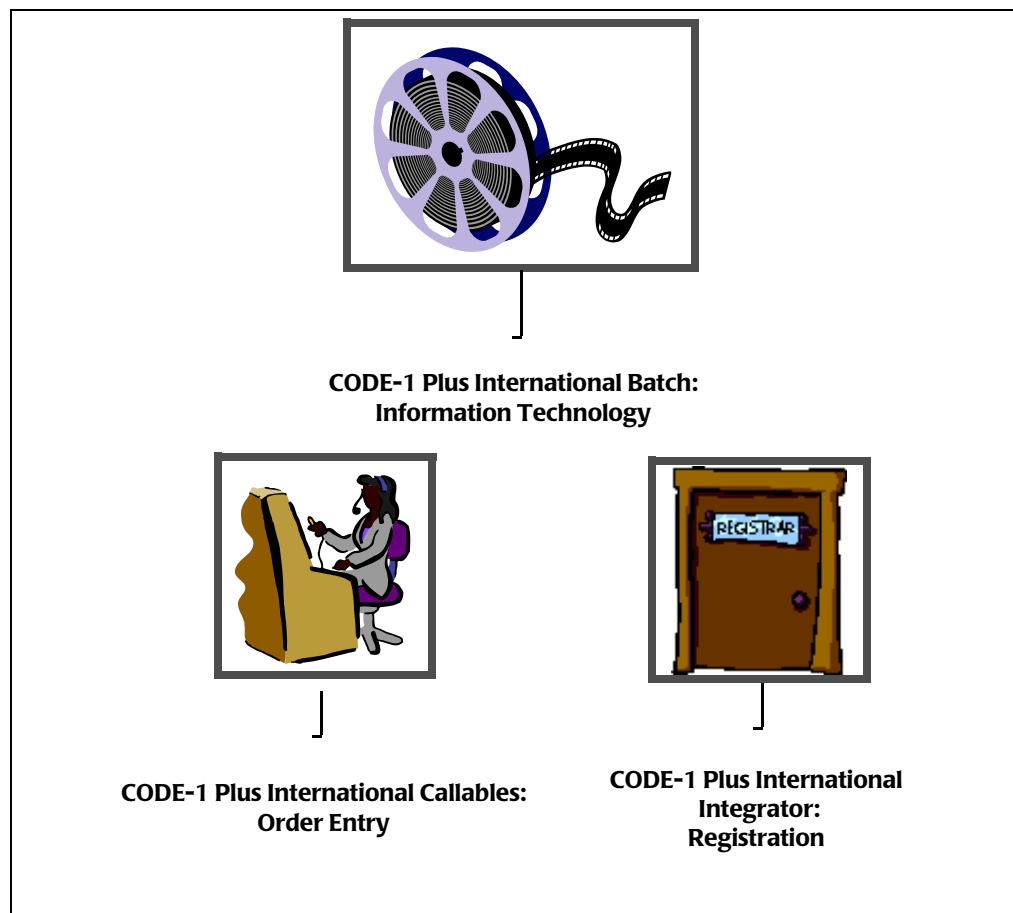 CODE-1 Plus International Batch:
Information Technology
REGISTRAR
CODE-1 Plus International Callables:
Order Entry
CODE-1 Plus International
Integrator:
Registration